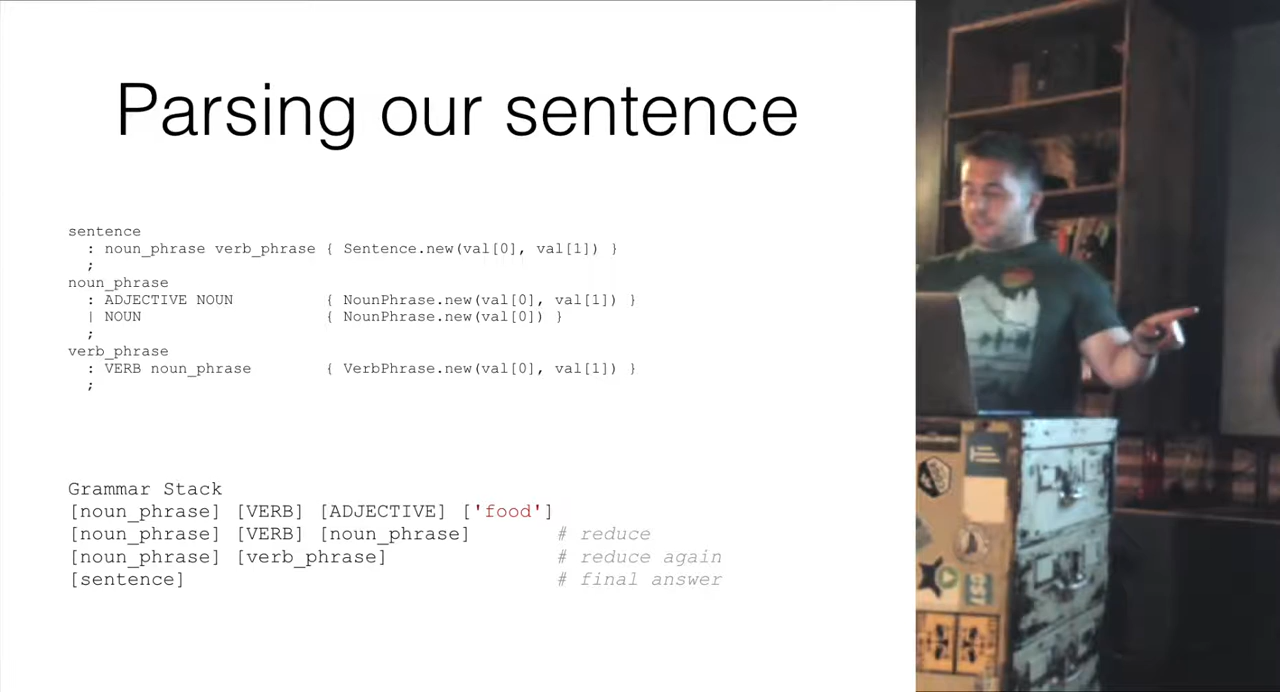 Parsing our sentence
sentence
: noun_phrase verb_phrase { Sentence.new(val[0], val[1]) }
;
noun_phrase
: ADJECTIVE NOUN { NounPhrase.new(val[0], val[1]) }
| NOUN { NounPhrase.new(val[0]) }
;
verb_phrase
: VERB noun_phrase { VerbPhrase.new(val[0], val[1]) }
;
Grammar Stack
[noun_phrase] [VERB] [ADJECTIVE] ['food']
[noun_phrase] [VERB] [noun_phrase] # reduce
[noun_phrase] [verb_phrase] # reduce again
[sentence] # final answer